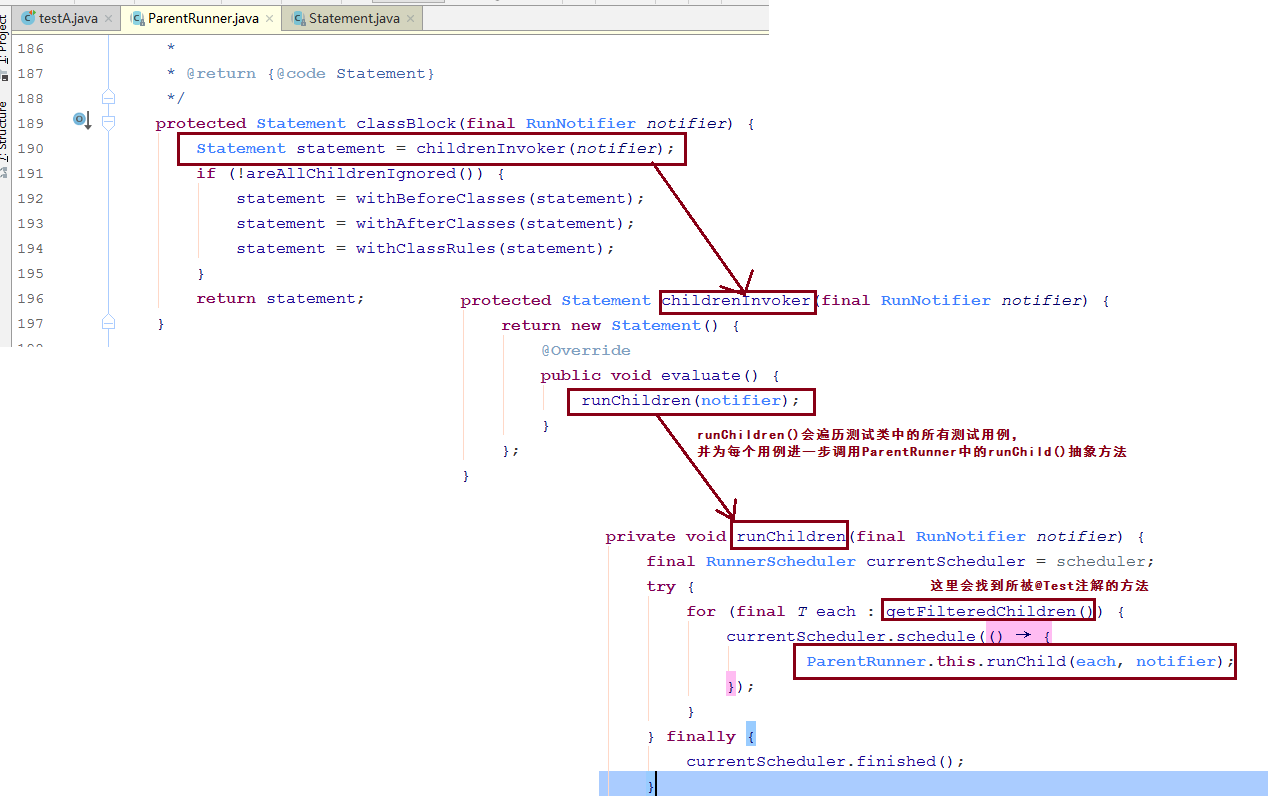 testA.java
ParentRunner.java
Statement.java
1: Project
7: Structure
186 *
187 * @return {@code Statement}
188 */
189 protected Statement classBlock(final RunNotifier notifier) {
190 Statement statement = childrenInvoker(notifier);
191 if (!areAllChildrenIgnored()) {
192 statement = withBeforeClasses(statement);
193 statement = withAfterClasses(statement);
194 statement = withClassRules(statement);
195 }
196 return statement;
197 }
protected Statement childrenInvoker(final RunNotifier notifier) {
return new Statement() {
@Override
public void evaluate() {
runChildren(notifier);
}
};
}
runChildren()会遍历测试类中的所有测试用例,
并为每个用例进一步调用ParentRunner中的runChild()抽象方法
private void runChildren(final RunNotifier notifier) {
final RunnerScheduler currentScheduler = scheduler;
try {
这里会找到所被@Test注解的方法
for (final T each : getFilteredChildren()) {
currentScheduler.schedule(() → {
ParentRunner.this.runChild(each, notifier);
});
}
} finally {
currentScheduler.finished();
}